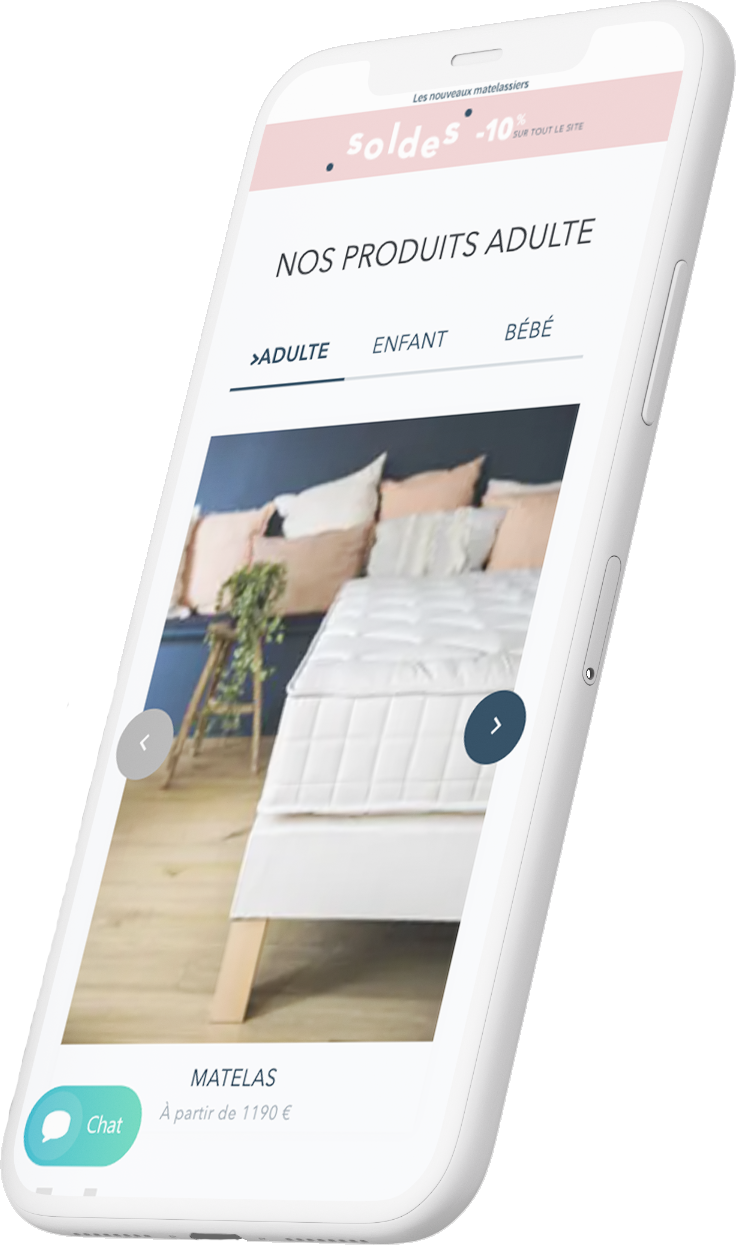 Les nouveaux matelassiers
soldes -10%
SUR TOUT LE SITE
NOS PRODUITS ADULTE
>ADULTE ENFANT BÉBÉ
MATELAS
À partir de 1190 €
Chat